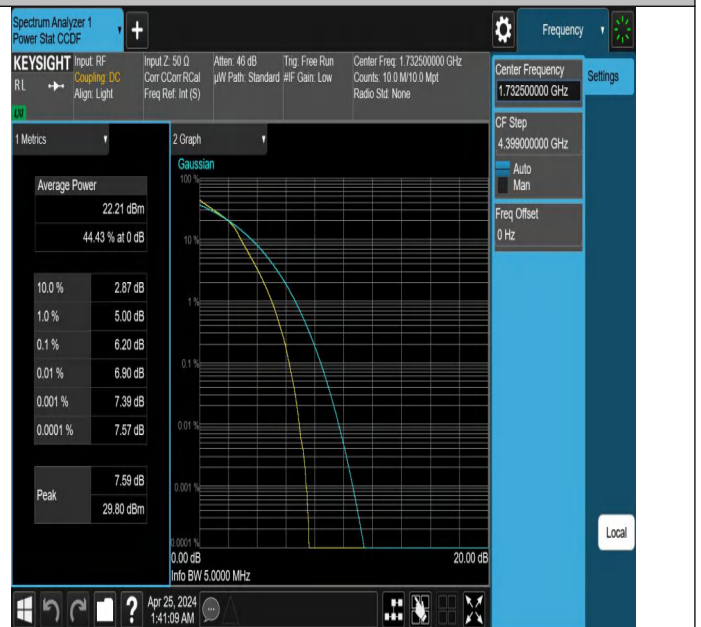 Spectrum Analyzer 1
Power Stat CCDF
+
Frequency
KEYSIGHT
RL
Input: RF
Coupling: DC
Align: Light
Input Z: 50 Ω
Corr CCorr RCal
Freq Ref: Int (S)
Atten: 46 dB
µW Path: Standard
Trig: Free Run
#IF Gain: Low
Center Freq: 1.732500000 GHz
Counts: 10.0 M/10.0 Mpt
Radio Std: None
Center Frequency
1.732500000 GHz
Settings
CF Step
4.399000000 GHz
Auto
Man
Freq Offset
0 Hz
1 Metrics
Average Power
22.21 dBm
44.43 % at 0 dB
10.0 % 2.87 dB
1.0 % 5.00 dB
0.1 % 6.20 dB
0.01 % 6.90 dB
0.001 % 7.39 dB
0.0001 % 7.57 dB
Peak
7.59 dB
29.80 dBm
2 Graph
Gaussian
100 %
10 %
1 %
0.1 %
0.01 %
0.001 %
0.0001 %
0.00 dB 20.00 dB
Info BW 5.0000 MHz
Local
?
Apr 25, 2024
1:41:09 AM